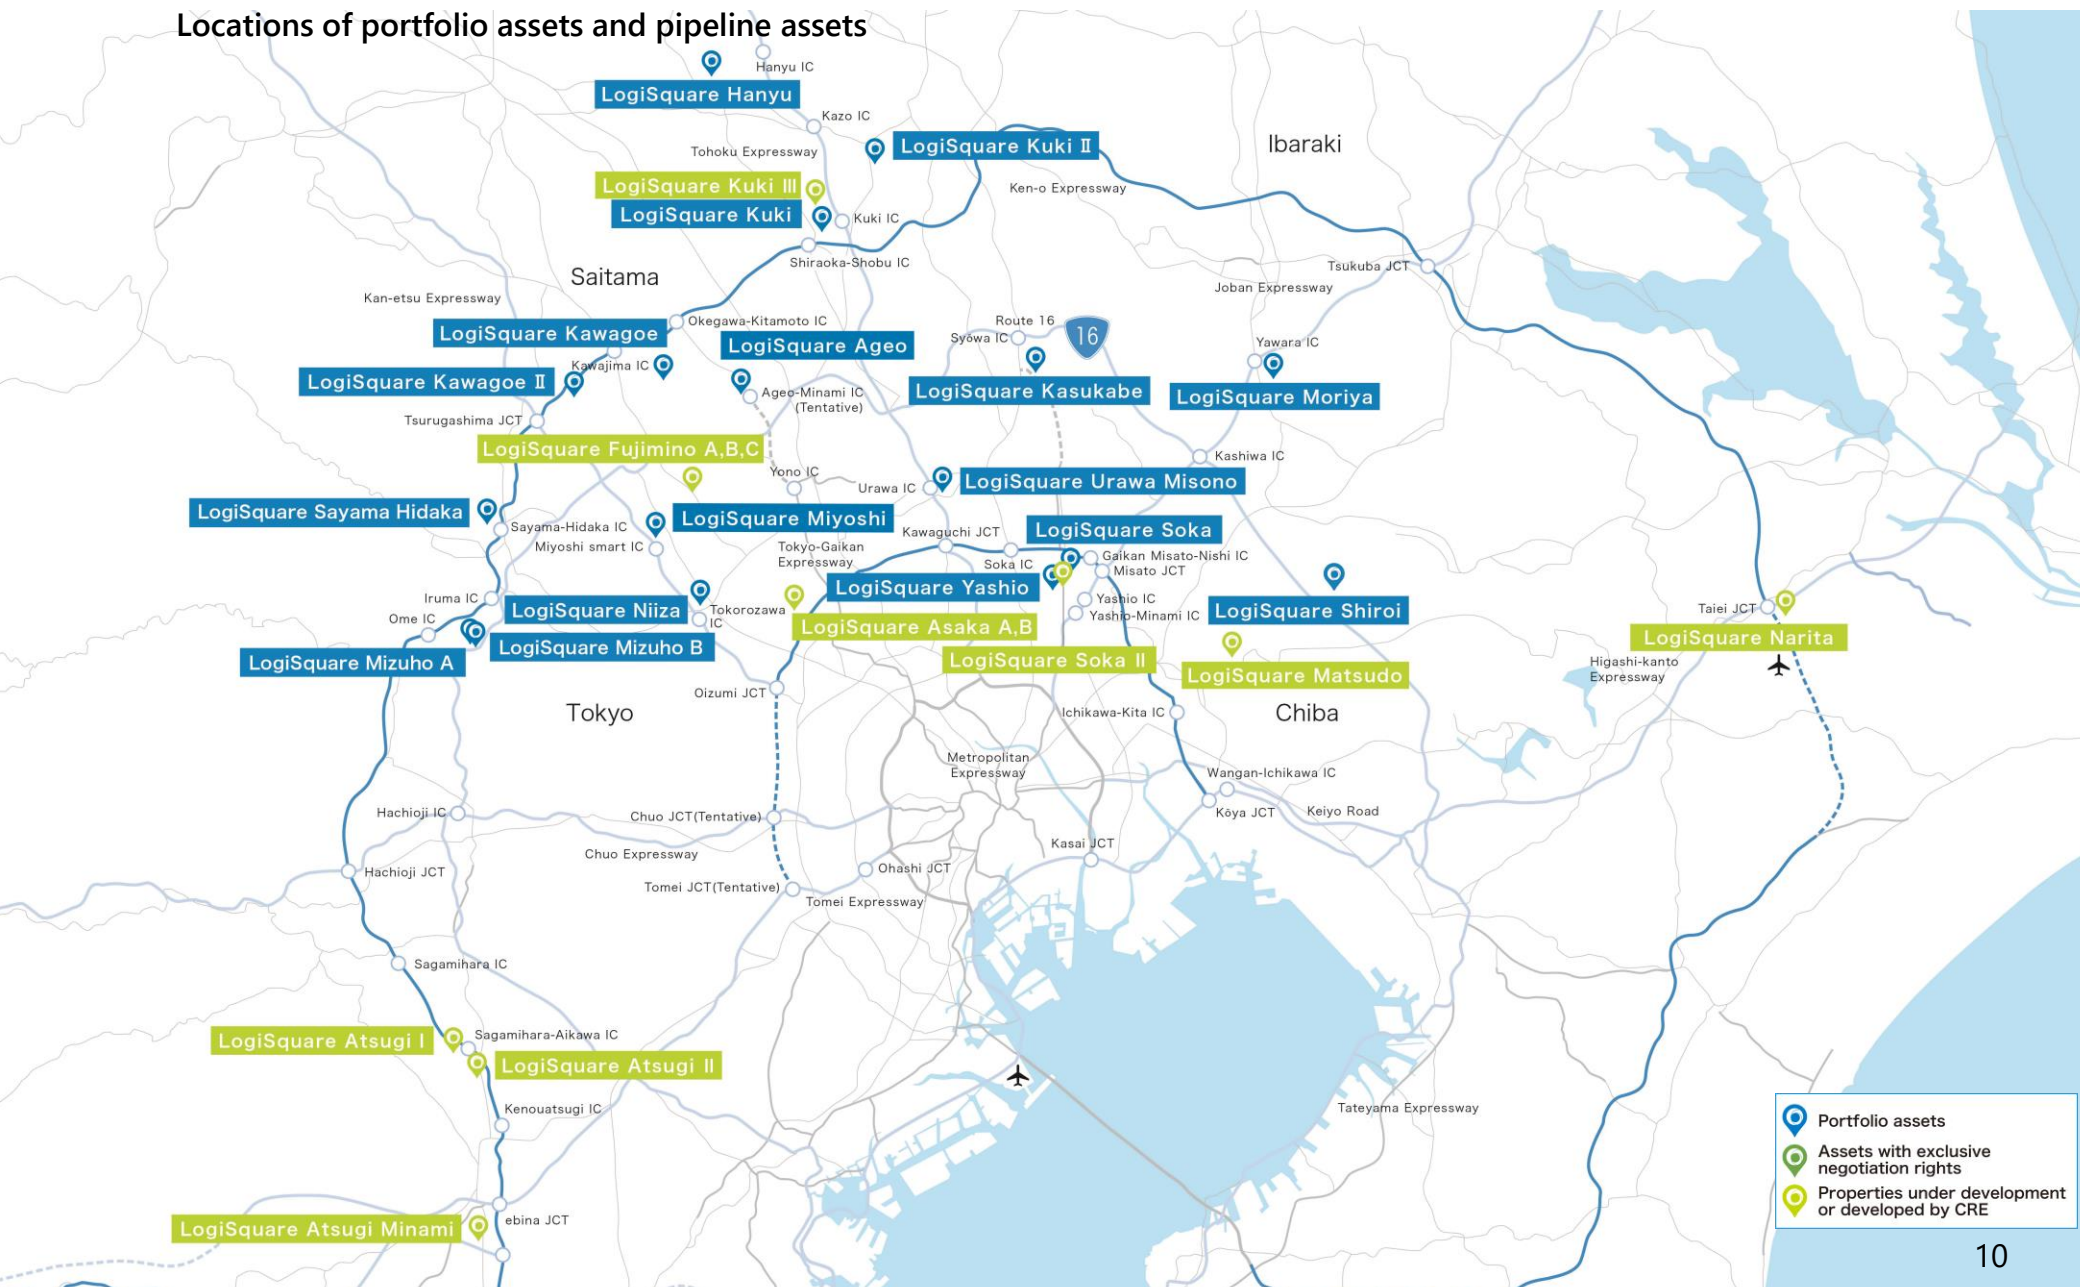 Locations of portfolio assets and pipeline assets
Hanyu IC
LogiSquare Hanyu
Kazo IC
LogiSquare Kuki Ⅱ
Ibaraki
Tohoku Expressway
LogiSquare Kuki Ⅲ
Ken-o Expressway
LogiSquare Kuki
Kuki IC
Shiraoka-Shobu IC
Tsukuba JCT
Saitama
Joban Expressway
Kan-etsu Expressway
Okegawa-Kitamoto IC
Route 16
16
LogiSquare Kawagoe
Syōwa IC
LogiSquare Ageo
Yawara IC
Kawajima IC
LogiSquare Kawagoe Ⅱ
Ageo-Minami IC
(Tentative)
LogiSquare Kasukabe
LogiSquare Moriya
Tsurugashima JCT
LogiSquare Fujimino A,B,C
Kashiwa IC
Yono IC
Urawa IC
LogiSquare Urawa Misono
LogiSquare Sayama Hidaka
LogiSquare Miyoshi
Sayama-Hidaka IC
Kawaguchi JCT
LogiSquare Soka
Miyoshi smart IC
Tokyo-Gaikan
Expressway
Soka IC
Gaikan Misato-Nishi IC
Misato JCT
LogiSquare Yashio
Iruma IC
LogiSquare Niiza
Tokorozawa
IC
Yashio IC
LogiSquare Shiroi
Taiei JCT
Ome IC
Yashio-Minami IC
LogiSquare Asaka A,B
LogiSquare Narita
LogiSquare Mizuho B
LogiSquare Mizuho A
LogiSquare Soka Ⅱ
Higashi-kanto
Expressway
LogiSquare Matsudo
Oizumi JCT
Tokyo
Ichikawa-Kita IC
Chiba
Metropolitan
Expressway
Wangan-Ichikawa IC
Hachioji IC
Chuo JCT(Tentative)
Kōya JCT
Keiyo Road
Kasai JCT
Chuo Expressway
Hachioji JCT
Ohashi JCT
Tomei JCT(Tentative)
Tomei Expressway
Sagamihara IC
LogiSquare Atsugi Ⅰ
Sagamihara-Aikawa IC
LogiSquare Atsugi Ⅱ
Kenouatsugi IC
Tateyama Expressway
Portfolio assets
Assets with exclusive
negotiation rights
Properties under development
or developed by CRE
LogiSquare Atsugi Minami
ebina JCT
10